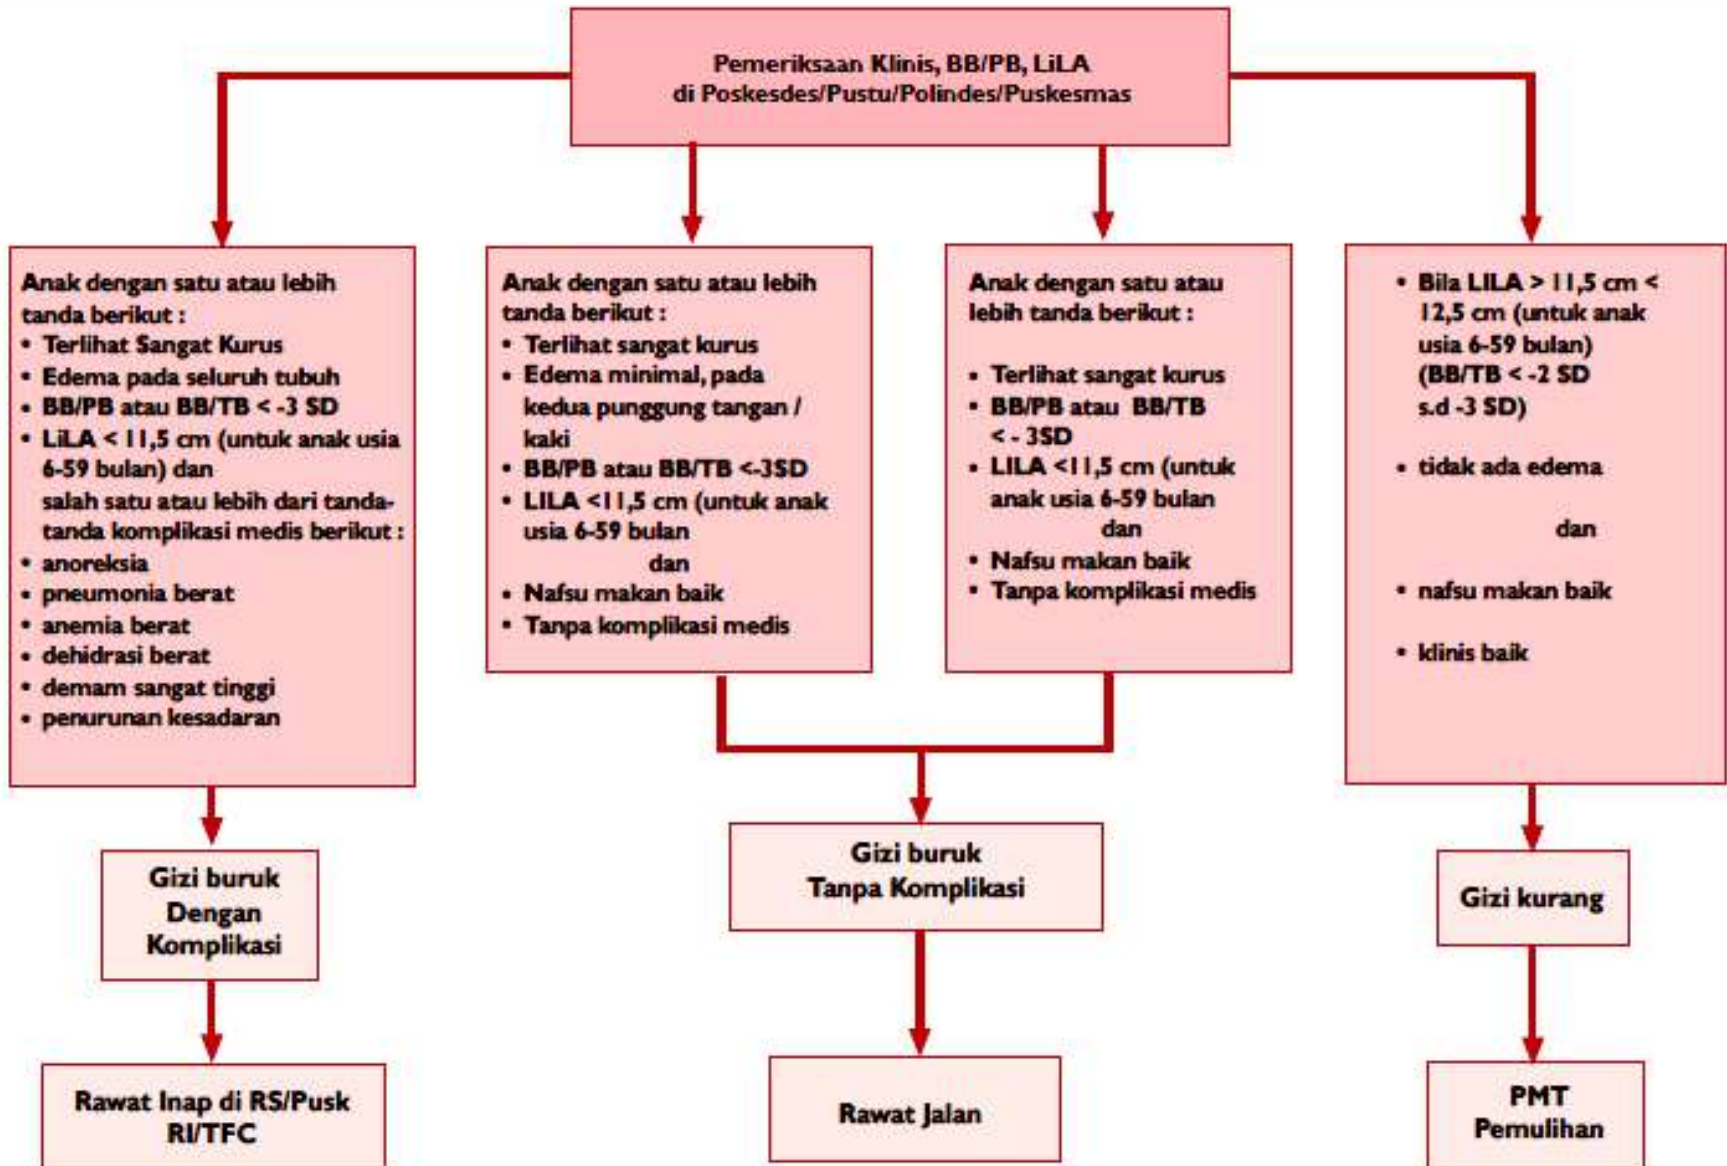 Pemeriksaan Klinis, BB/PB, LiLA
di Poskesdes/Pustu/Polindes/Puskesmas
Anak dengan satu atau lebih
tanda berikut :
• Terlihat Sangat Kurus
• Edema pada seluruh tubuh
• BB/PB atau BB/TB < -3 SD
• LiLA < 11,5 cm (untuk anak usia
6-59 bulan) dan
salah satu atau lebih dari tanda-
tanda komplikasi medis berikut :
• anoreksia
• pneumonia berat
• anemia berat
• dehidrasi berat
• demam sangat tinggi
• penurunan kesadaran
Anak dengan satu atau lebih
tanda berikut :
• Terlihat sangat kurus
• Edema minimal, pada
kedua punggung tangan /
kaki
• BB/PB atau BB/TB <-3SD
• LILA <11,5 cm (untuk anak
usia 6-59 bulan
dan
• Nafsu makan baik
• Tanpa komplikasi medis
Anak dengan satu atau
lebih tanda berikut :
• Terlihat sangat kurus
• BB/PB atau BB/TB
< - 3SD
• LILA <11,5 cm (untuk
anak usia 6-59 bulan
dan
• Nafsu makan baik
• Tanpa komplikasi medis
• Bila LILA > 11,5 cm <
12,5 cm (untuk anak
usia 6-59 bulan)
(BB/TB < -2 SD
s.d -3 SD)
• tidak ada edema
dan
• nafsu makan baik
• klinis baik
Gizi buruk
Dengan
Komplikasi
Gizi buruk
Tanpa Komplikasi
Gizi kurang
Rawat Inap di RS/Pusk
RI/TFC
Rawat Jalan
PMT
Pemulihan